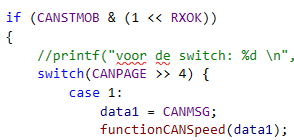 if (CANSTMOB & (1 << RXOK))
{
//printf("voor de switch: %d \n",
switch(CANPAGE >> 4) {
case 1:
data1 = CANMSG;
functionCANSpeed(data1);